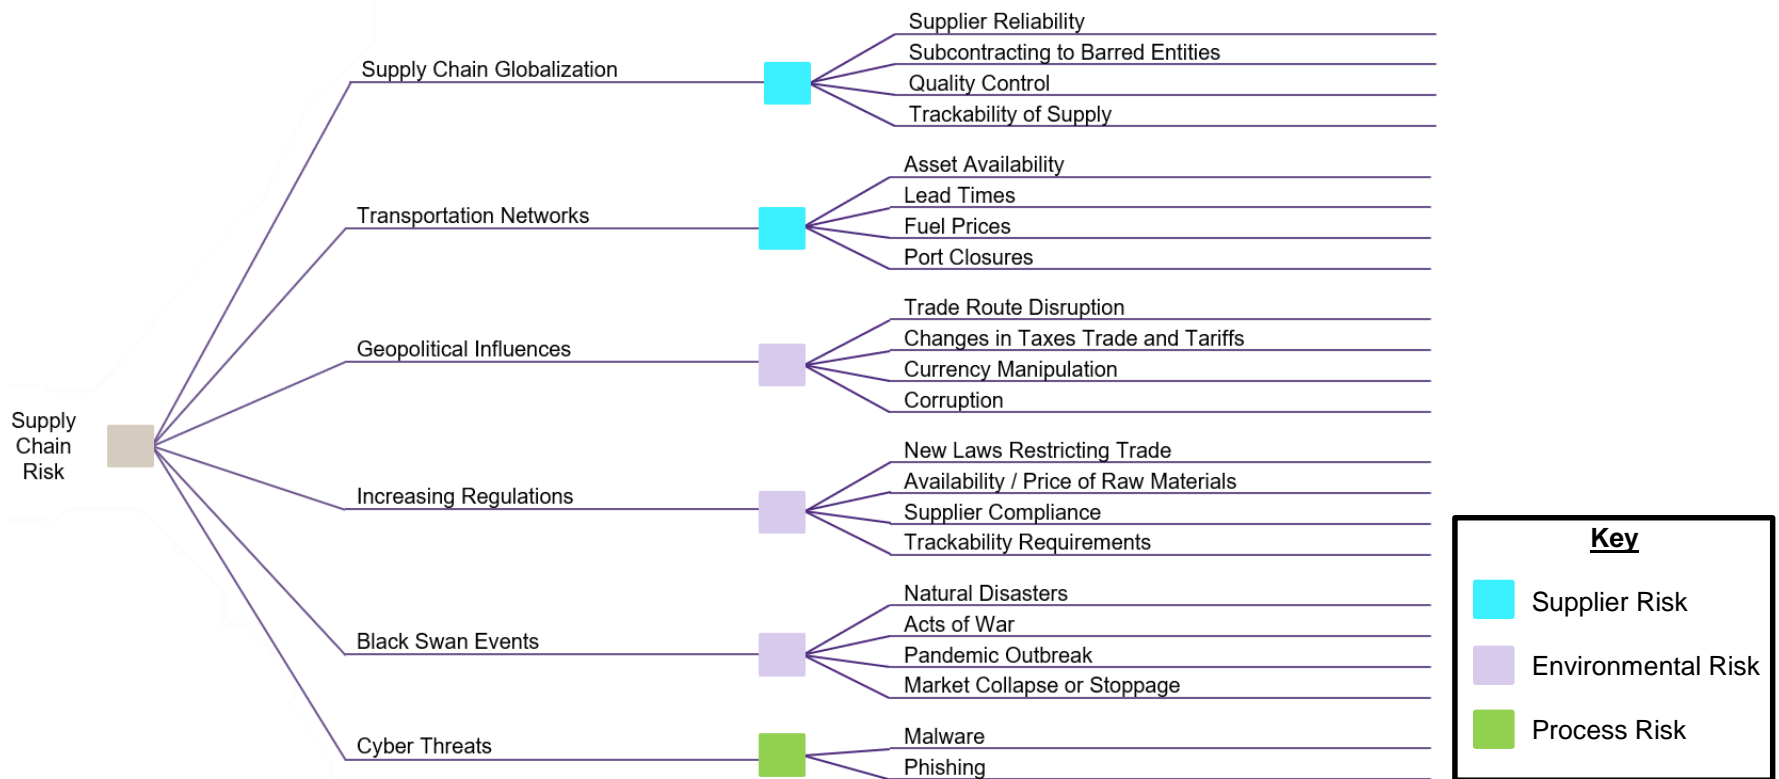 Supply Chain Globalization
Supplier Reliability
Subcontracting to Barred Entities
Quality Control
Trackability of Supply
Transportation Networks
Asset Availability
Lead Times
Fuel Prices
Port Closures
Geopolitical Influences
Trade Route Disruption
Changes in Taxes Trade and Tariffs
Currency Manipulation
Corruption
Supply
Chain
Risk
Increasing Regulations
New Laws Restricting Trade
Availability / Price of Raw Materials
Supplier Compliance
Trackability Requirements
Black Swan Events
Natural Disasters
Acts of War
Pandemic Outbreak
Market Collapse or Stoppage
Cyber Threats
Malware
Phishing
Key
Supplier Risk
Environmental Risk
Process Risk